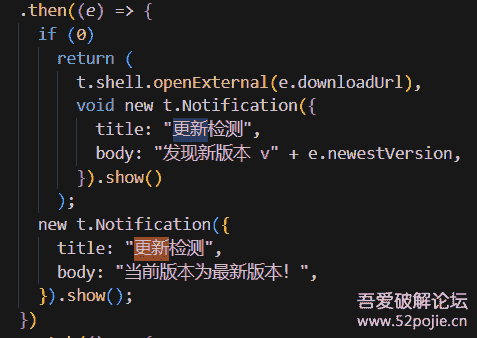 .then((e) => {
if (0)
return (
t.shell.openExternal(e.downloadUrl),
void new t.Notification({
title: "更新检测",
body: "发现新版本 v" + e.newestVersion,
}).show()
);
new t.Notification({
title: "更新检测",
body: "当前版本为最新版本！",
}).show();
})
吾爱破解论坛
www.52pojie.cn